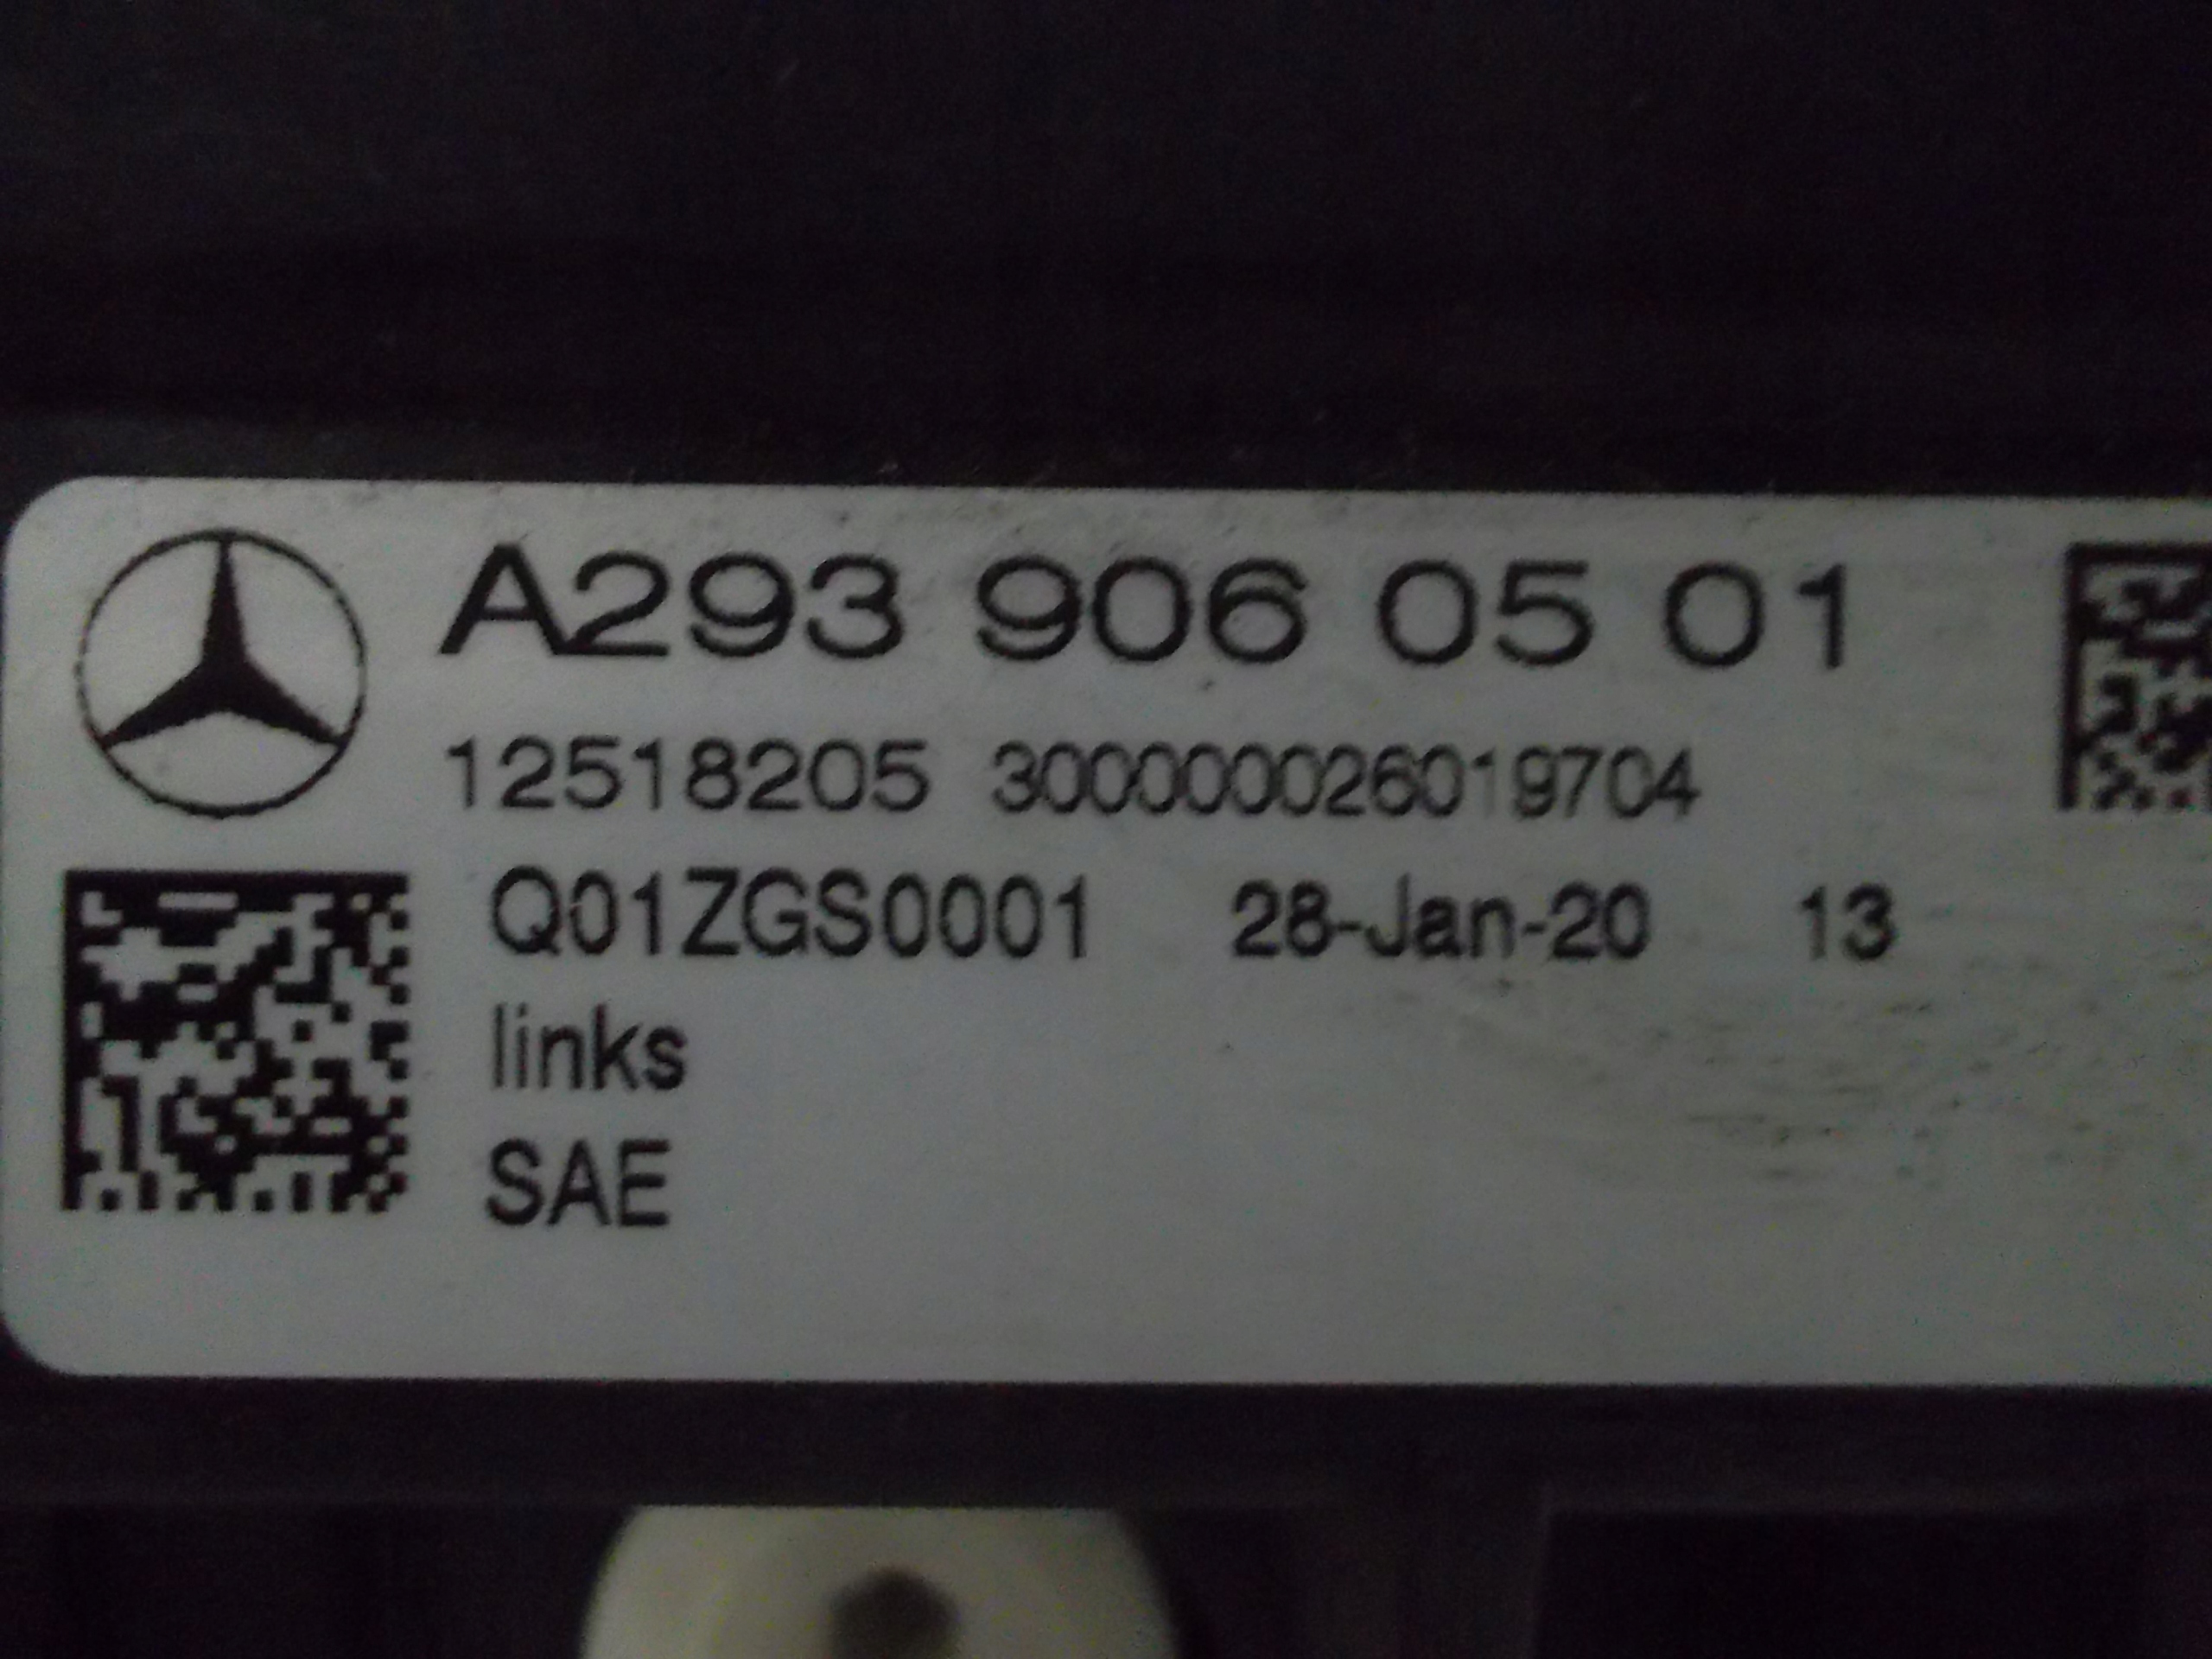 A293 906 05 01
12518205 300000026019704
Q01ZGS0001 28-Jan-20 13
links
SAE